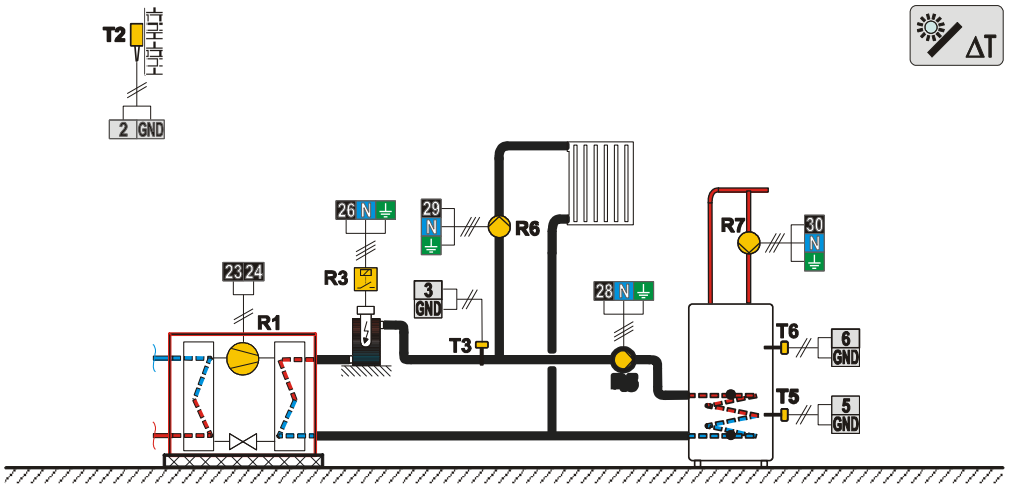 T2
2 GND
ΔT
26 N
29
N
R6
R7
30
N
R3
23 24
3
GND
28 N
R1
T3
T6
6
GND
T5
5
GND